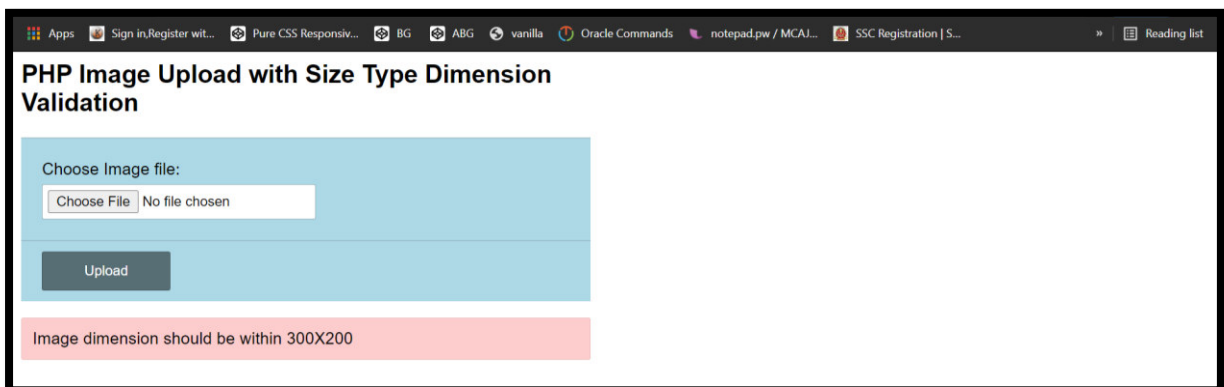 Apps Sign in,Register wit... Pure CSS Responsiv... BG ABG vanilla Oracle Commands notepad.pw / MCAJ... SSC Registration | S... » Reading list
PHP Image Upload with Size Type Dimension
Validation
Choose Image file:
Choose File No file chosen
Upload
Image dimension should be within 300X200